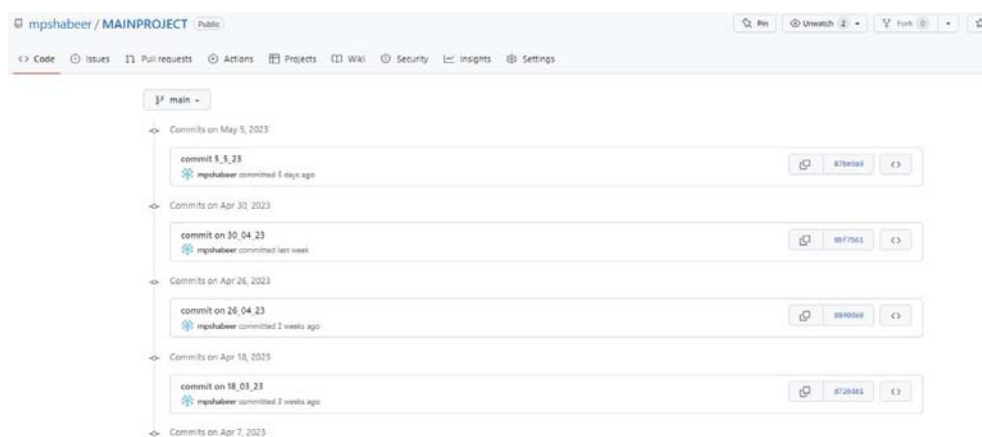 mpshabeer / MAINPROJECT Public
Pin Unwatch 2 Fork 0
Code Issues Pull requests Actions Projects Wiki Security Insights Settings
main
Commits on May 5, 2023
commit 5_5_23
mpshabeer committed 5 days ago
Commits on Apr 30, 2023
commit on 30_04_23
mpshabeer committed last week
Commits on Apr 26, 2023
commit on 26_04_23
mpshabeer committed 2 weeks ago
Commits on Apr 18, 2023
commit on 18_03_23
mpshabeer committed 3 weeks ago
Commits on Apr 7, 2023